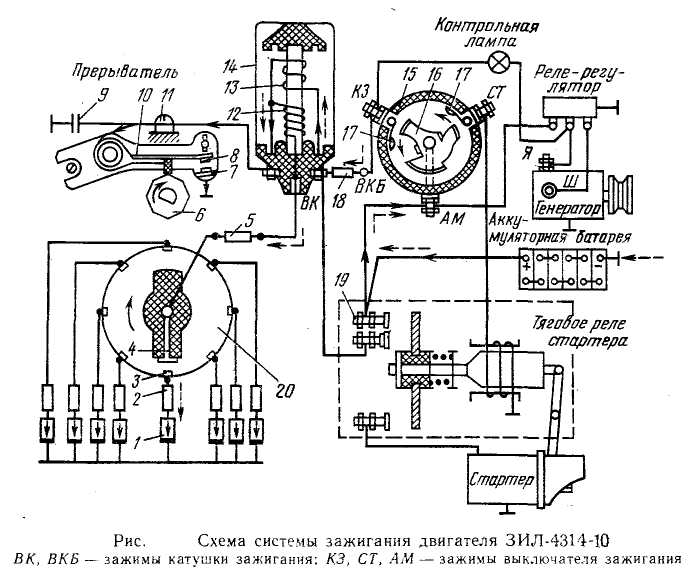 Контрольная
лампа
Прерыватель
Реле-регу-
лятор
14
15
16
17
КЗ
СТ
9
10
11
13
12
17
8
7
Я
Ш
Генератор
ВК
18
ВКБ
АМ
6
5
Акку-
муляторная батарея
+
−
19
Тяговое реле
стартера
4
3
20
2
1
Стартер
Рис. Схема системы зажигания двигателя ЗИЛ-4314-10
ВК, ВКБ — зажимы катушки зажигания; КЗ, СТ, АМ — зажимы выключателя зажигания